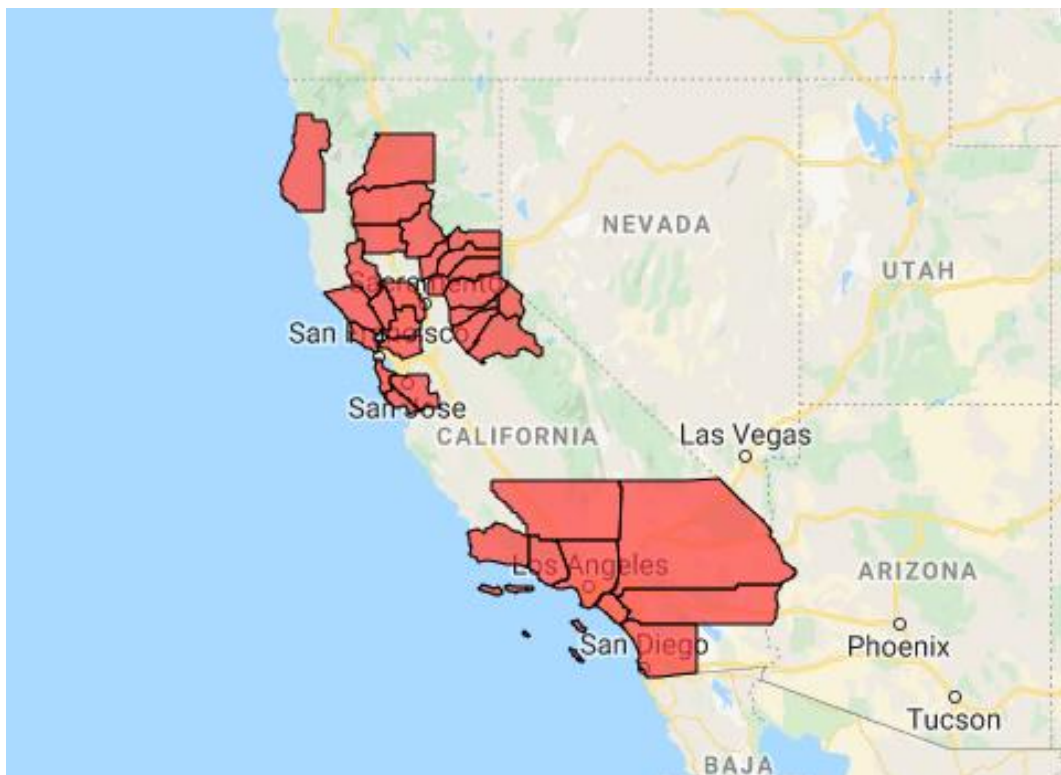 NEVADA
UTAH
Sacramento
San Francisco
San Jose
CALIFORNIA
Las Vegas
Los Angeles
ARIZONA
San Diego
Phoenix
Tucson
BAJA